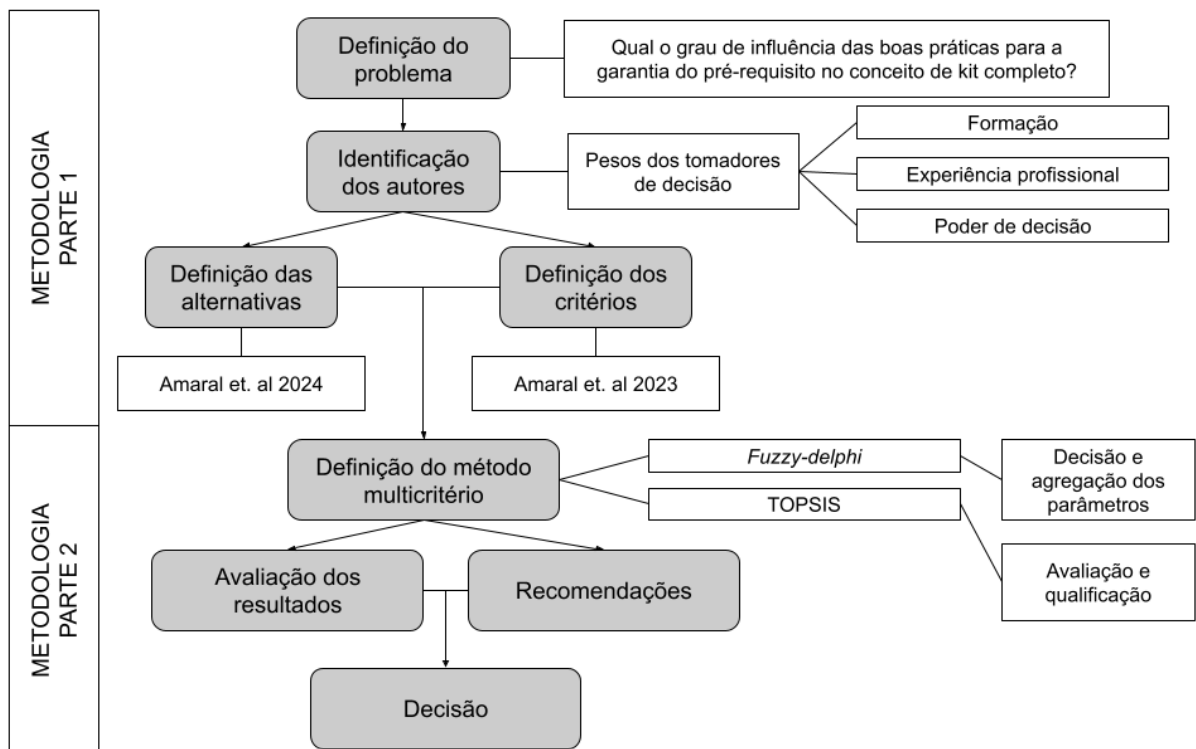 METODOLOGIA
PARTE 1
Definição do
problema
Qual o grau de influência das boas práticas para a
garantia do pré-requisito no conceito de kit completo?
Identificação
dos autores
Pesos dos tomadores
de decisão
Formação
Experiência profissional
Poder de decisão
Definição das
alternativas
Definição dos
critérios
Amaral et. al 2024
Amaral et. al 2023
METODOLOGIA
PARTE 2
Definição do método
multicritério
Fuzzy-delphi
TOPSIS
Decisão e
agregação dos
parâmetros
Avaliação e
qualificação
Avaliação dos
resultados
Recomendações
Decisão